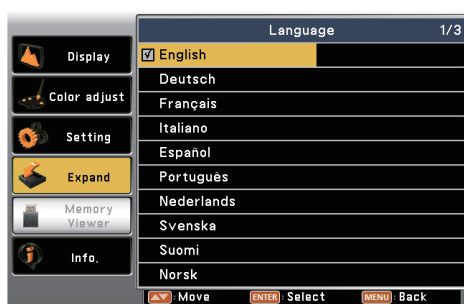 Language 1/3
Display
Color adjust
Setting
Expand
Memory
Viewer
Info.
English
Deutsch
Français
Italiano
Español
Português
Nederlands
Svenska
Suomi
Norsk
:Move ENTER :Select MENU :Back